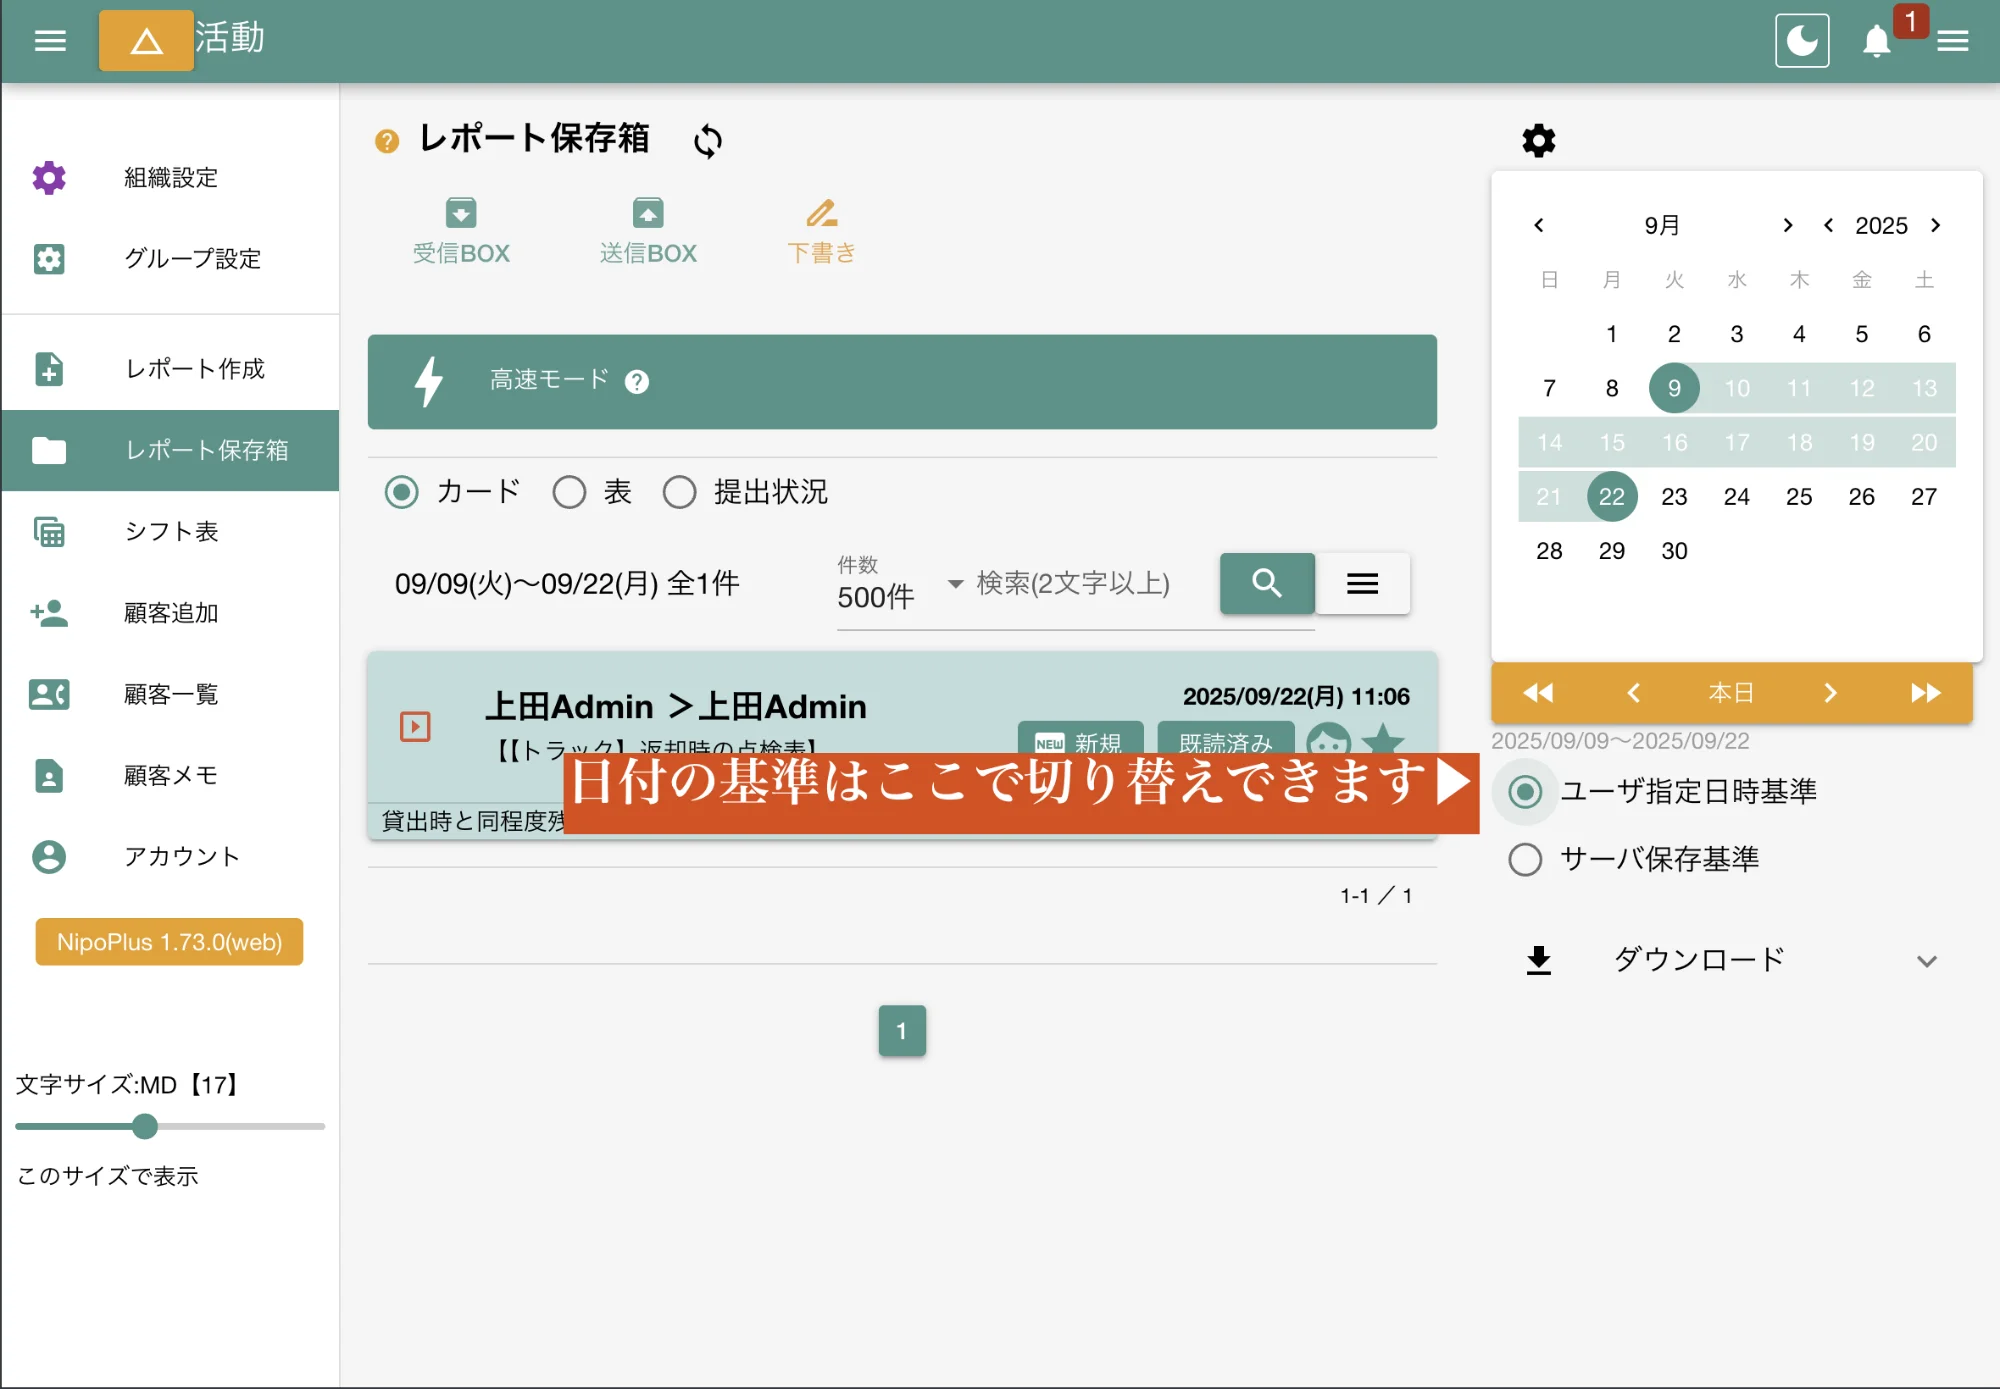 活動
1
組織設定
グループ設定
レポート作成
レポート保存箱
シフト表
顧客追加
顧客一覧
顧客メモ
アカウント
NipoPlus 1.73.0(web)
文字サイズ:MD【17】
このサイズで表示
レポート保存箱
受信BOX
送信BOX
下書き
高速モード
カード
表
提出状況
09/09(火)〜09/22(月) 全1件
件数
500件
検索(2文字以上)
上田Admin ＞上田Admin
2025/09/22(月) 11:06
【【トラック】返却時の点検表】
NEW 新規
既読済み
日付の基準はここで切り替えできます▶
貸出時と同程度残
1-1 ／ 1
1
9月
2025
日 月 火 水 木 金 土
1 2 3 4 5 6
7 8 9 10 11 12 13
14 15 16 17 18 19 20
21 22 23 24 25 26 27
28 29 30
本日
2025/09/09〜2025/09/22
ユーザ指定日時基準
サーバ保存基準
ダウンロード